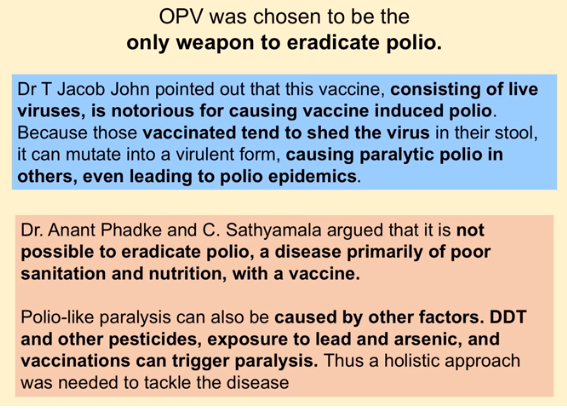 OPV was chosen to be the
only weapon to eradicate polio.
Dr T Jacob John pointed out that this vaccine, consisting of live
viruses, is notorious for causing vaccine induced polio.
Because those vaccinated tend to shed the virus in their stool,
it can mutate into a virulent form, causing paralytic polio in
others, even leading to polio epidemics.
Dr. Anant Phadke and C. Sathyamala argued that it is not
possible to eradicate polio, a disease primarily of poor
sanitation and nutrition, with a vaccine.
Polio-like paralysis can also be caused by other factors. DDT
and other pesticides, exposure to lead and arsenic, and
vaccinations can trigger paralysis. Thus a holistic approach
was needed to tackle the disease